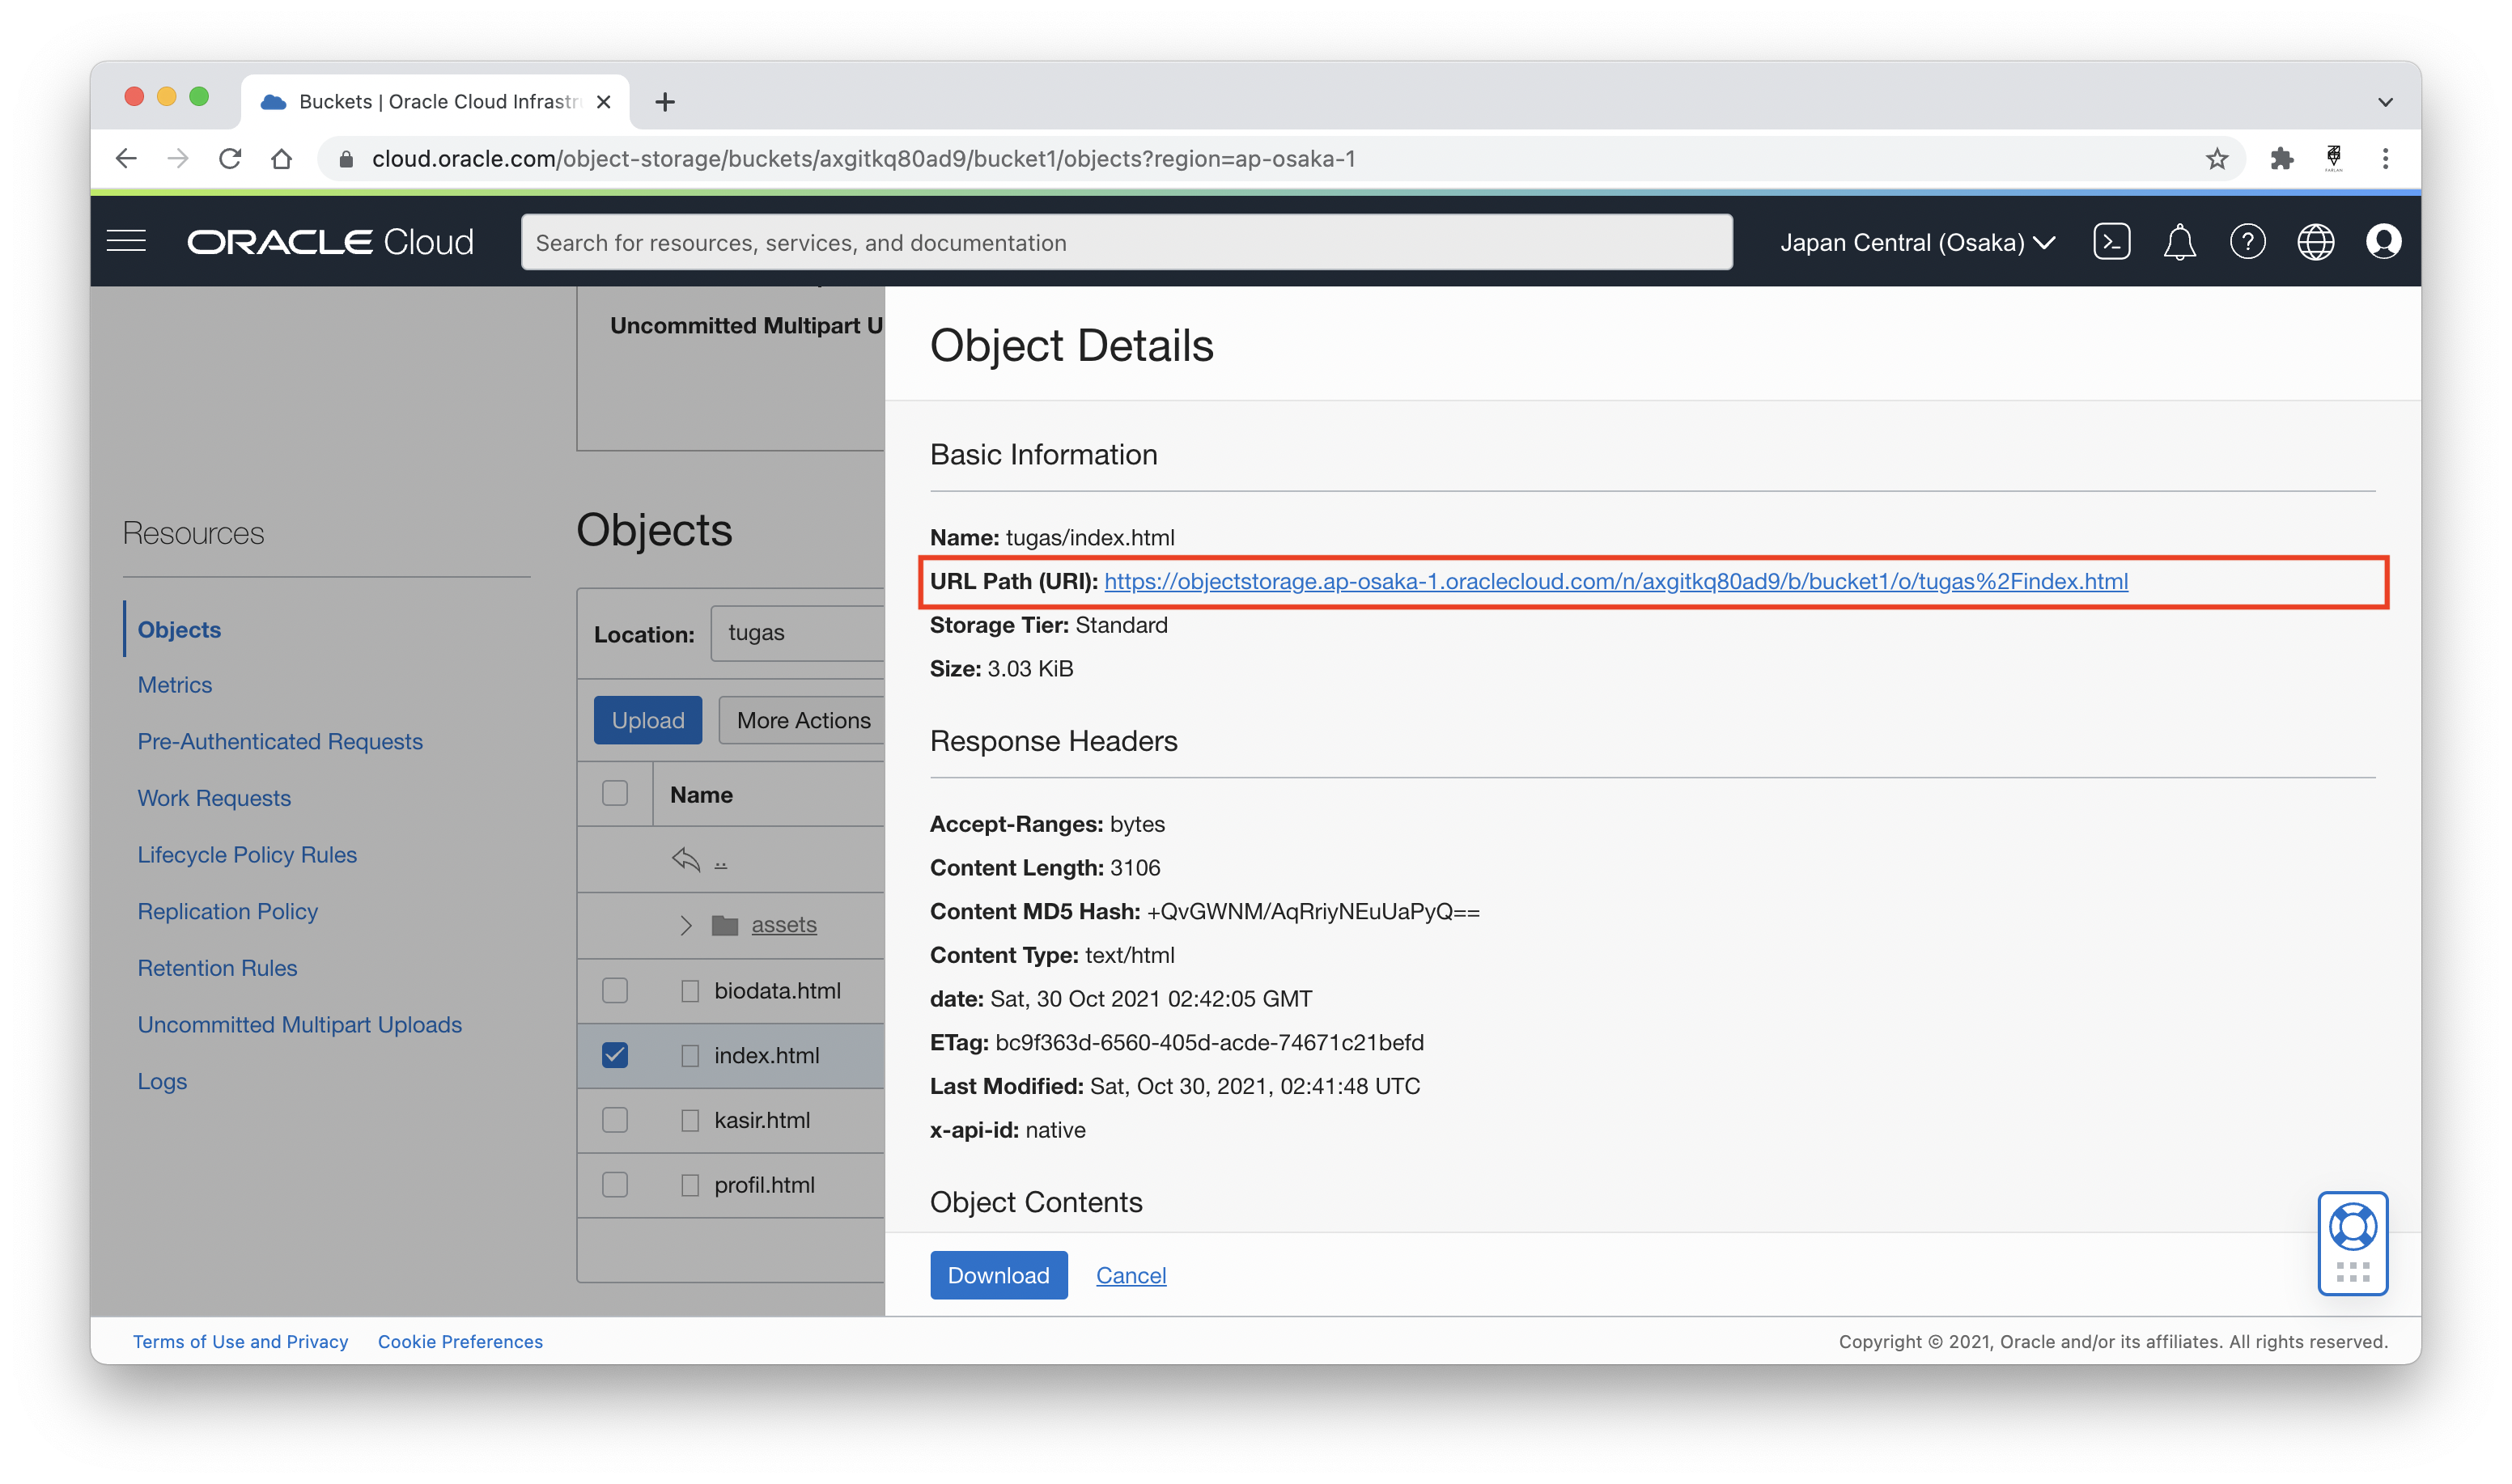 Buckets | Oracle Cloud Infrastr
cloud.oracle.com/object-storage/buckets/axgitkq80ad9/bucket1/objects?region=ap-osaka-1
ORACLE Cloud
Search for resources, services, and documentation
Japan Central (Osaka)
Uncommitted Multipart U
Resources
Objects
Metrics
Pre-Authenticated Requests
Work Requests
Lifecycle Policy Rules
Replication Policy
Retention Rules
Uncommitted Multipart Uploads
Logs
Objects
Location: tugas
Upload
More Actions
Name
..
assets
biodata.html
index.html
kasir.html
profil.html
Object Details
Basic Information
Name: tugas/index.html
URL Path (URI): https://objectstorage.ap-osaka-1.oraclecloud.com/n/axgitkq80ad9/b/bucket1/o/tugas%2Findex.html
Storage Tier: Standard
Size: 3.03 KiB
Response Headers
Accept-Ranges: bytes
Content Length: 3106
Content MD5 Hash: +QvGWNM/AqRriyNEuUaPyQ==
Content Type: text/html
date: Sat, 30 Oct 2021 02:42:05 GMT
ETag: bc9f363d-6560-405d-acde-74671c21befd
Last Modified: Sat, Oct 30, 2021, 02:41:48 UTC
x-api-id: native
Object Contents
Download
Cancel
Terms of Use and Privacy
Cookie Preferences
Copyright © 2021, Oracle and/or its affiliates. All rights reserved.